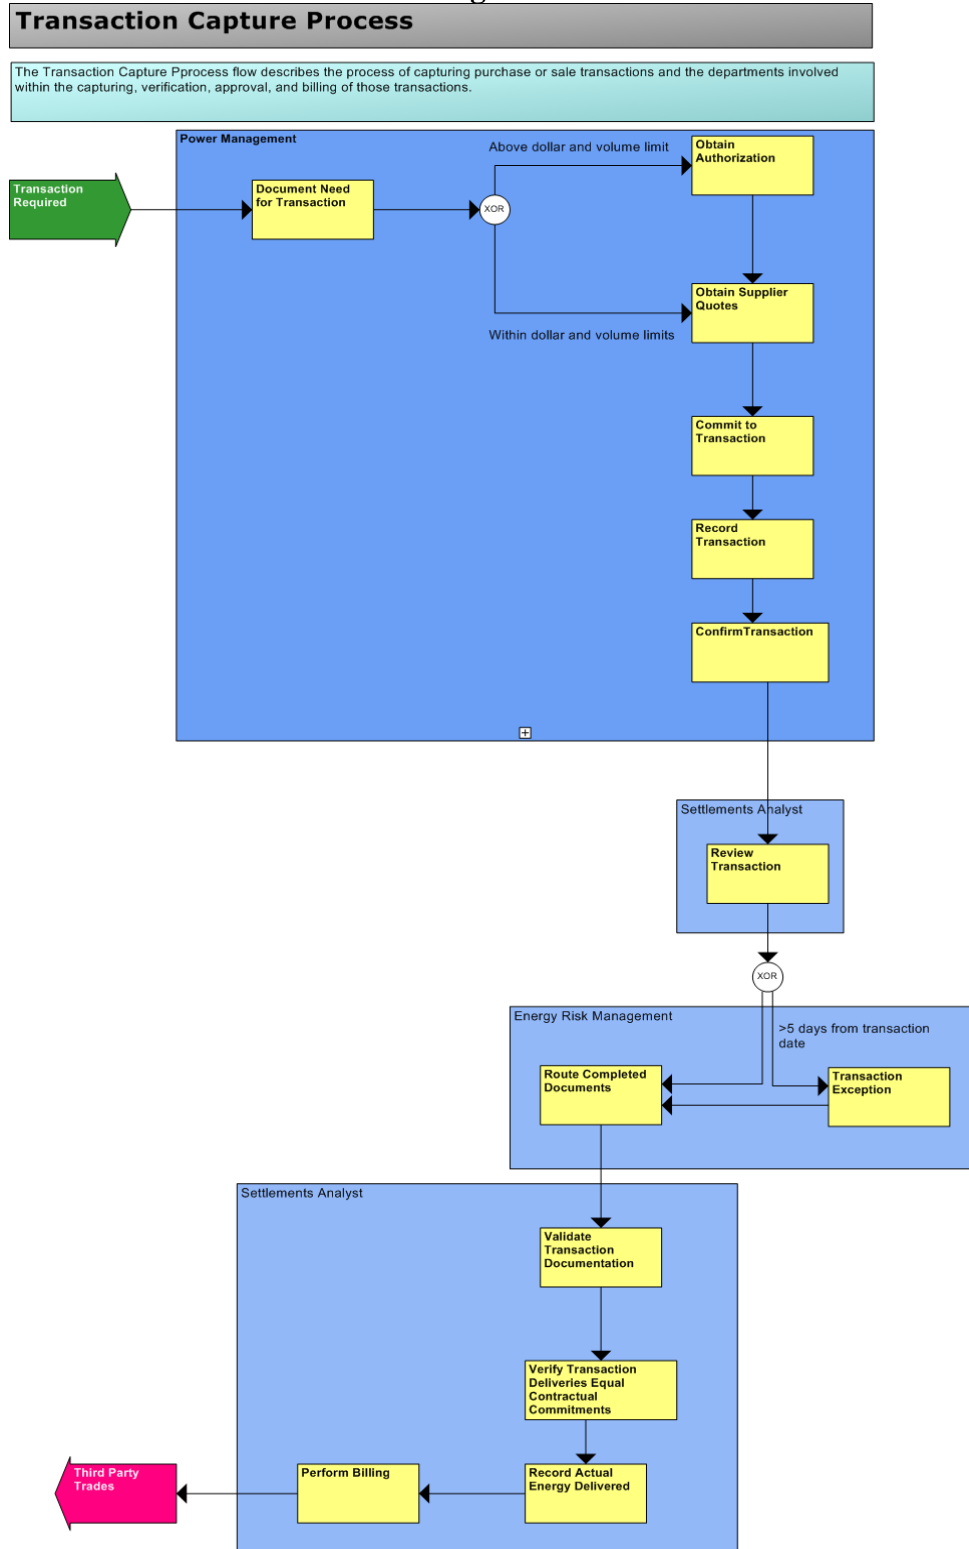 Transaction Capture Process
The Transaction Capture Pprocess flow describes the process of capturing purchase or sale transactions and the departments involved
within the capturing, verification, approval, and billing of those transactions.
Power Management
Transaction
Required
Document Need
for Transaction
XOR
Above dollar and volume limit
Obtain
Authorization
Within dollar and volume limits
Obtain Supplier
Quotes
Commit to
Transaction
Record
Transaction
ConfirmTransaction
Settlements Analyst
Review
Transaction
XOR
Energy Risk Management
>5 days from transaction
date
Route Completed
Documents
Transaction
Exception
Settlements Analyst
Validate
Transaction
Documentation
Verify Transaction
Deliveries Equal
Contractual
Commitments
Record Actual
Energy Delivered
Perform Billing
Third Party
Trades